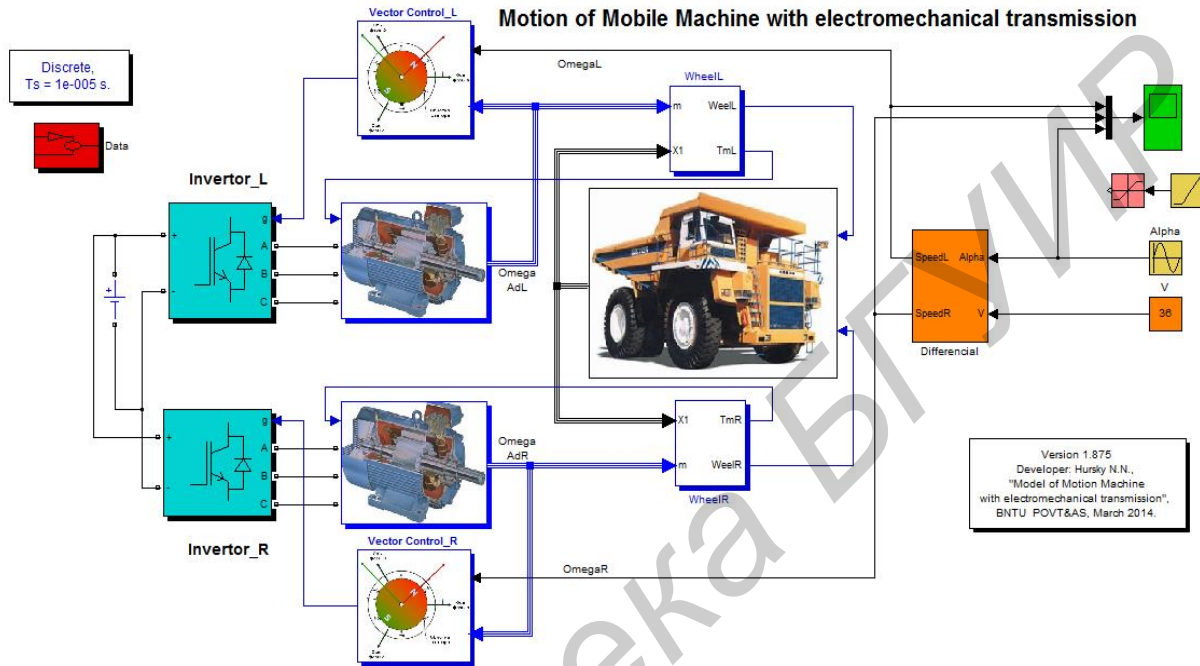 Motion of Mobile Machine with electromechanical transmission
Vector Control_L
Discrete,
Ts = 1e-005 s.
Data
OmegaL
WheelL
m
WeelL
X1
TmL
Invertor_L
g
+
A
B
-
C
+
Omega
AdL
SpeedL
Alpha
SpeedR
V
Differencial
Alpha
V
36
Invertor_R
g
+
A
B
-
C
Omega
AdR
X1
TmR
m
WeelR
WheelR
Vector Control_R
OmegaR
N
S
N
S
Version 1.875
Developer: Hursky N.N.,
"Model of Motion Machine
with electromechanical transmission",
BNTU POVT&AS, March 2014.
ека БГУИР